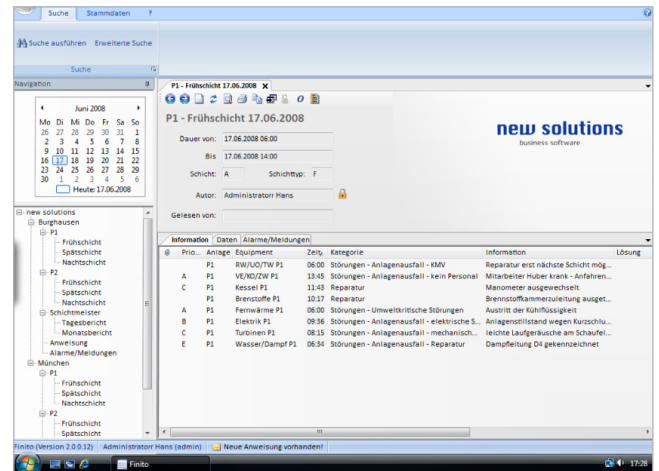 Suche Stammdaten ?
Suche ausführen Erweiterte Suche
Suche
Navigation
Juni 2008
Mo Di Mi Do Fr Sa So
26 27 28 29 30 31 1
2 3 4 5 6 7 8
9 10 11 12 13 14 15
16 17 18 19 20 21 22
23 24 25 26 27 28 29
30 1 2 3 4 5 6
Heute: 17.06.2008
new solutions
Burghausen
P1
Frühschicht
Spätschicht
Nachtschicht
P2
Frühschicht
Spätschicht
Nachtschicht
Schichtmeister
Tagesbericht
Monatsbericht
Anweisung
Alarme/Meldungen
München
P1
Frühschicht
Spätschicht
Nachtschicht
P2
Frühschicht
Spätschicht
P1 - Frühschicht 17.06.2008 X
P1 - Frühschicht 17.06.2008
new solutions
business software
Dauer von: 17.06.2008 06:00
Bis 17.06.2008 14:00
Schicht: A Schichttyp: F
Autor: Administratorr Hans
Gelesen von:
Information Daten Alarme/Meldungen
Prio... Anlage Equipment Zeit Kategorie Information Lösung
P1 RW/UO/TW P1 06:00 Störungen - Anlagenausfall - KMV Reparatur erst nächste Schicht mög...
A P1 VE/KO/ZW P1 13:45 Störungen - Anlagenausfall - kein Personal Mitarbeiter Huber krank - Anfahren...
C P1 Kessel P1 11:43 Reparatur Manometer ausgewechselt
P1 Brenstoffe P1 10:17 Reparatur Brennstoffkammerzuleitung ausget...
A P1 Fernwärme P1 06:00 Störungen - Umweltkritische Störungen Austritt der Kühlflüssigkeit
B P1 Elektrik P1 09:36 Störungen - Anlagenausfall - elektrische S... Anlagenstillstand wegen Kurzschlu...
C P1 Turbinen P1 08:15 Störungen - Anlagenausfall - mechanisch... leichte Laufgeräusche am Schaufel...
E P1 Wasser/Dampf P1 06:34 Störungen - Anlagenausfall - Reparatur Dampfleitung D4 gekennzeichnet
Finito (Version 2.0.0.12) Administratorr Hans (admin) Neue Anweisung vorhanden!
Finito 17:28